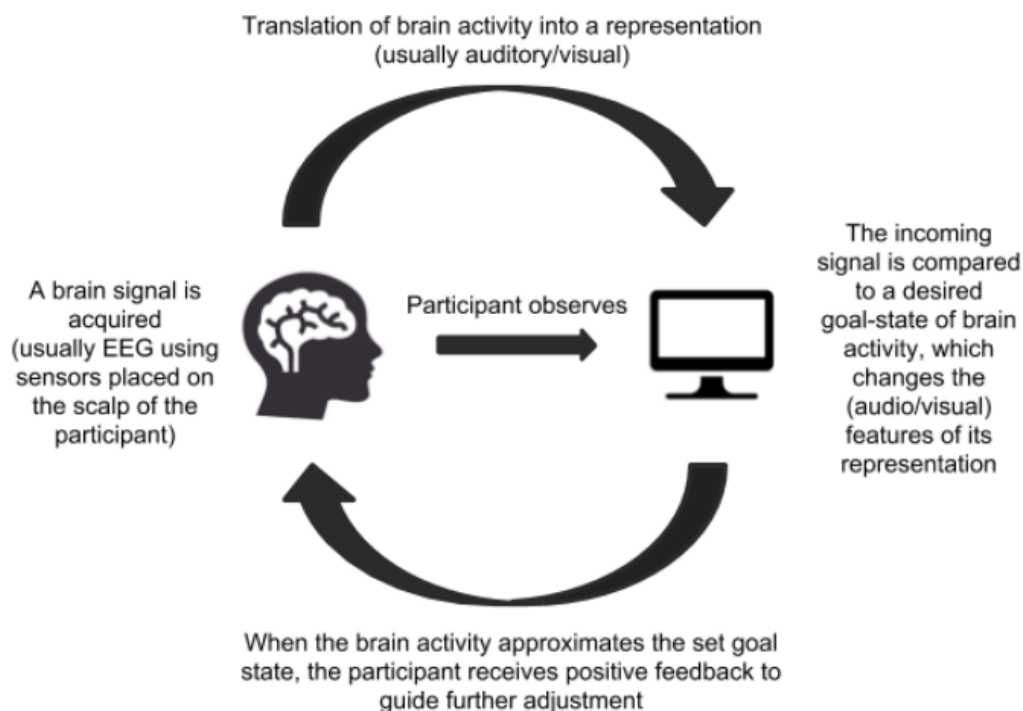 Translation of brain activity into a representation
(usually auditory/visual)
A brain signal is
acquired
(usually EEG using
sensors placed on
the scalp of the
participant)
Participant observes
The incoming
signal is compared
to a desired
goal-state of brain
activity, which
changes the
(audio/visual)
features of its
representation
When the brain activity approximates the set goal
state, the participant receives positive feedback to
guide further adjustment